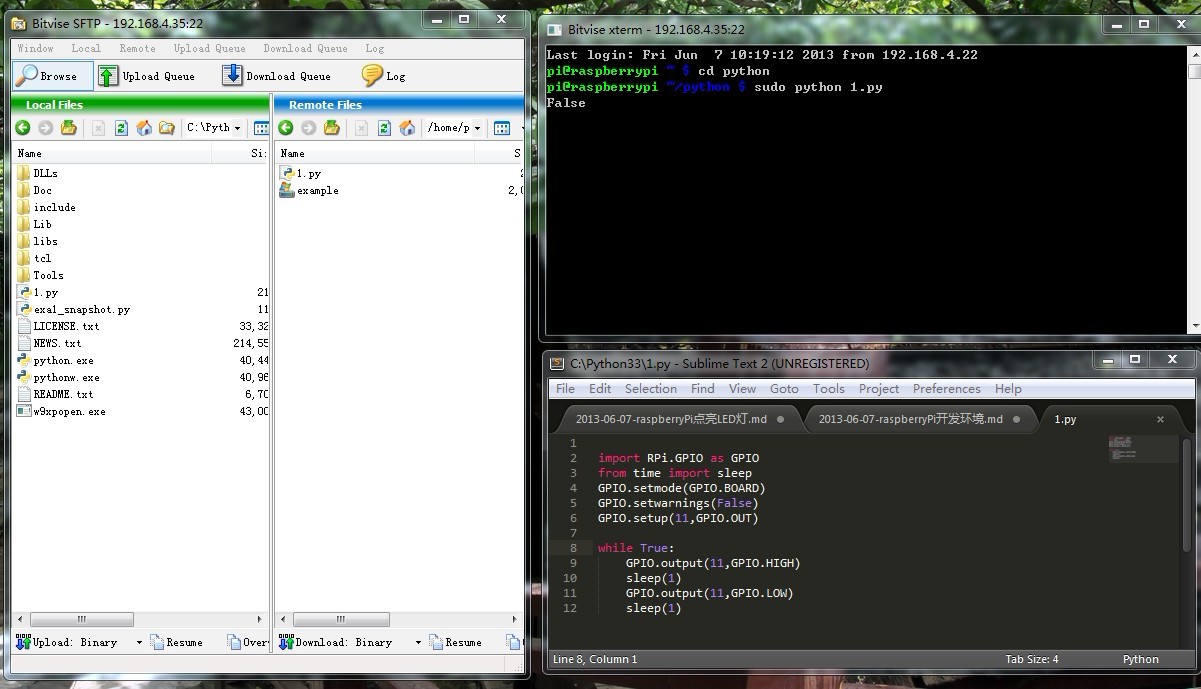 Bitvise SFTP - 192.168.4.35:22
Window Local Remote Upload Queue Download Queue Log
Browse Upload Queue Download Queue Log
Local Files
C:\Pyth
Name Si:
DLLs
Doc
include
Lib
libs
tcl
Tools
1.py 21
exa1_snapshot.py 11
LICENSE.txt 33,32
NEWS.txt 214,55
python.exe 40,44
pythonw.exe 40,96
README.txt 6,70
w9xpopen.exe 43,00
Upload: Binary Resume Over
Remote Files
/home/p
Name S
1.py 2
example 2,0
Download: Binary Resume
Bitvise xterm - 192.168.4.35:22
Last login: Fri Jun 7 10:19:12 2013 from 192.168.4.22
pi@raspberrypi ~ $ cd python
pi@raspberrypi ~/python $ sudo python 1.py
False
C:\Python33\1.py - Sublime Text 2 (UNREGISTERED)
File Edit Selection Find View Goto Tools Project Preferences Help
2013-06-07-raspberryPi点亮LED灯.md 2013-06-07-raspberryPi开发环境.md 1.py
1
2 import RPi.GPIO as GPIO
3 from time import sleep
4 GPIO.setmode(GPIO.BOARD)
5 GPIO.setwarnings(False)
6 GPIO.setup(11,GPIO.OUT)
7
8 while True:
9 GPIO.output(11,GPIO.HIGH)
10 sleep(1)
11 GPIO.output(11,GPIO.LOW)
12 sleep(1)
Line 8, Column 1 Tab Size: 4 Python